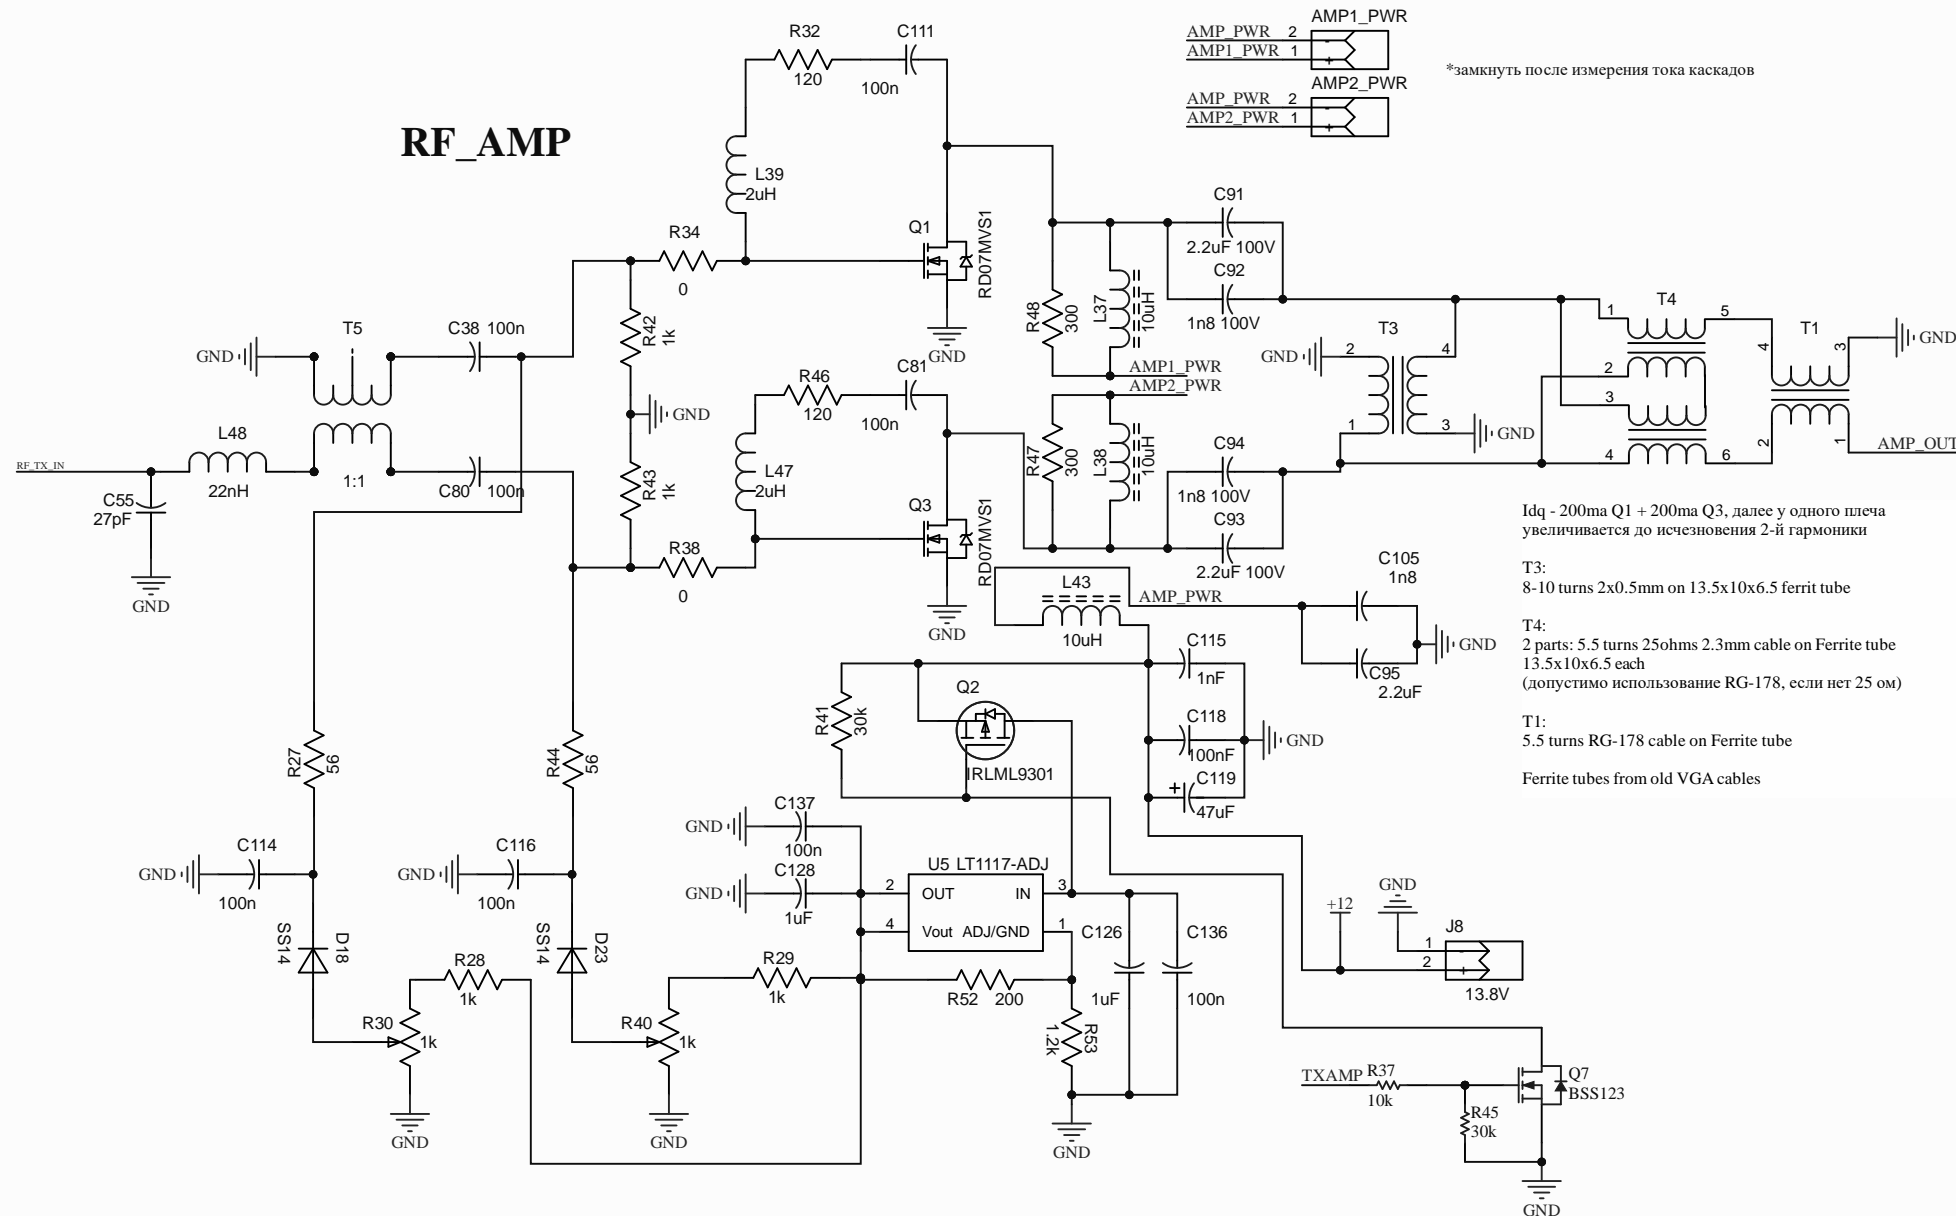 RF_AMP
R32
120
C111
100n
AMP1_PWR
AMP_PWR 2
AMP1_PWR 1
- +
AMP2_PWR
AMP_PWR 2
AMP2_PWR 1
- +
*замкнуть после измерения тока каскадов
L39
2uH
R34
0
Q1
RD07MVS1
GND
C91
2.2uF 100V
C92
1n8 100V
R48
300
L37
10uH
AMP1_PWR
AMP2_PWR
T5
GND
1:1
C38 100n
R42
1k
GND
R43
1k
R46
120
C81
100n
L47
2uH
R38
0
Q3
RD07MVS1
GND
R47
300
L38
10uH
C94
1n8 100V
C93
2.2uF 100V
T3
GND 2
4
1
3 GND
T4
1 5
2
3
4 6
T1
4 3
2 1
GND
AMP_OUT
RF_TX_IN
L48
22nH
C55
27pF
GND
C80 100n
Idq - 200ma Q1 + 200ma Q3, далее у одного плеча
увеличивается до исчезновения 2-й гармоники
T3:
8-10 turns 2x0.5mm on 13.5x10x6.5 ferrit tube
T4:
2 parts: 5.5 turns 25ohms 2.3mm cable on Ferrite tube
13.5x10x6.5 each
(допустимо использование RG-178, если нет 25 ом)
T1:
5.5 turns RG-178 cable on Ferrite tube
Ferrite tubes from old VGA cables
L43
10uH
AMP_PWR
C105
1n8
GND
C95
2.2uF
C115
1nF
C118
100nF
GND
+
C119
47uF
R41
30k
Q2
IRLML9301
R27
56
R44
56
C137
GND
100n
C128
GND
1uF
U5 LT1117-ADJ
2 OUT IN 3
4 Vout ADJ/GND 1
C126
1uF
C136
100n
C114
GND
100n
C116
GND
100n
SS14
D18
SS14
D23
R28
1k
R29
1k
R30
1k
GND
R40
1k
GND
R52 200
R53
1.2k
GND
+12
GND
J8
1 -
2 +
13.8V
TXAMP R37
10k
R45
30k
Q7
BSS123
GND